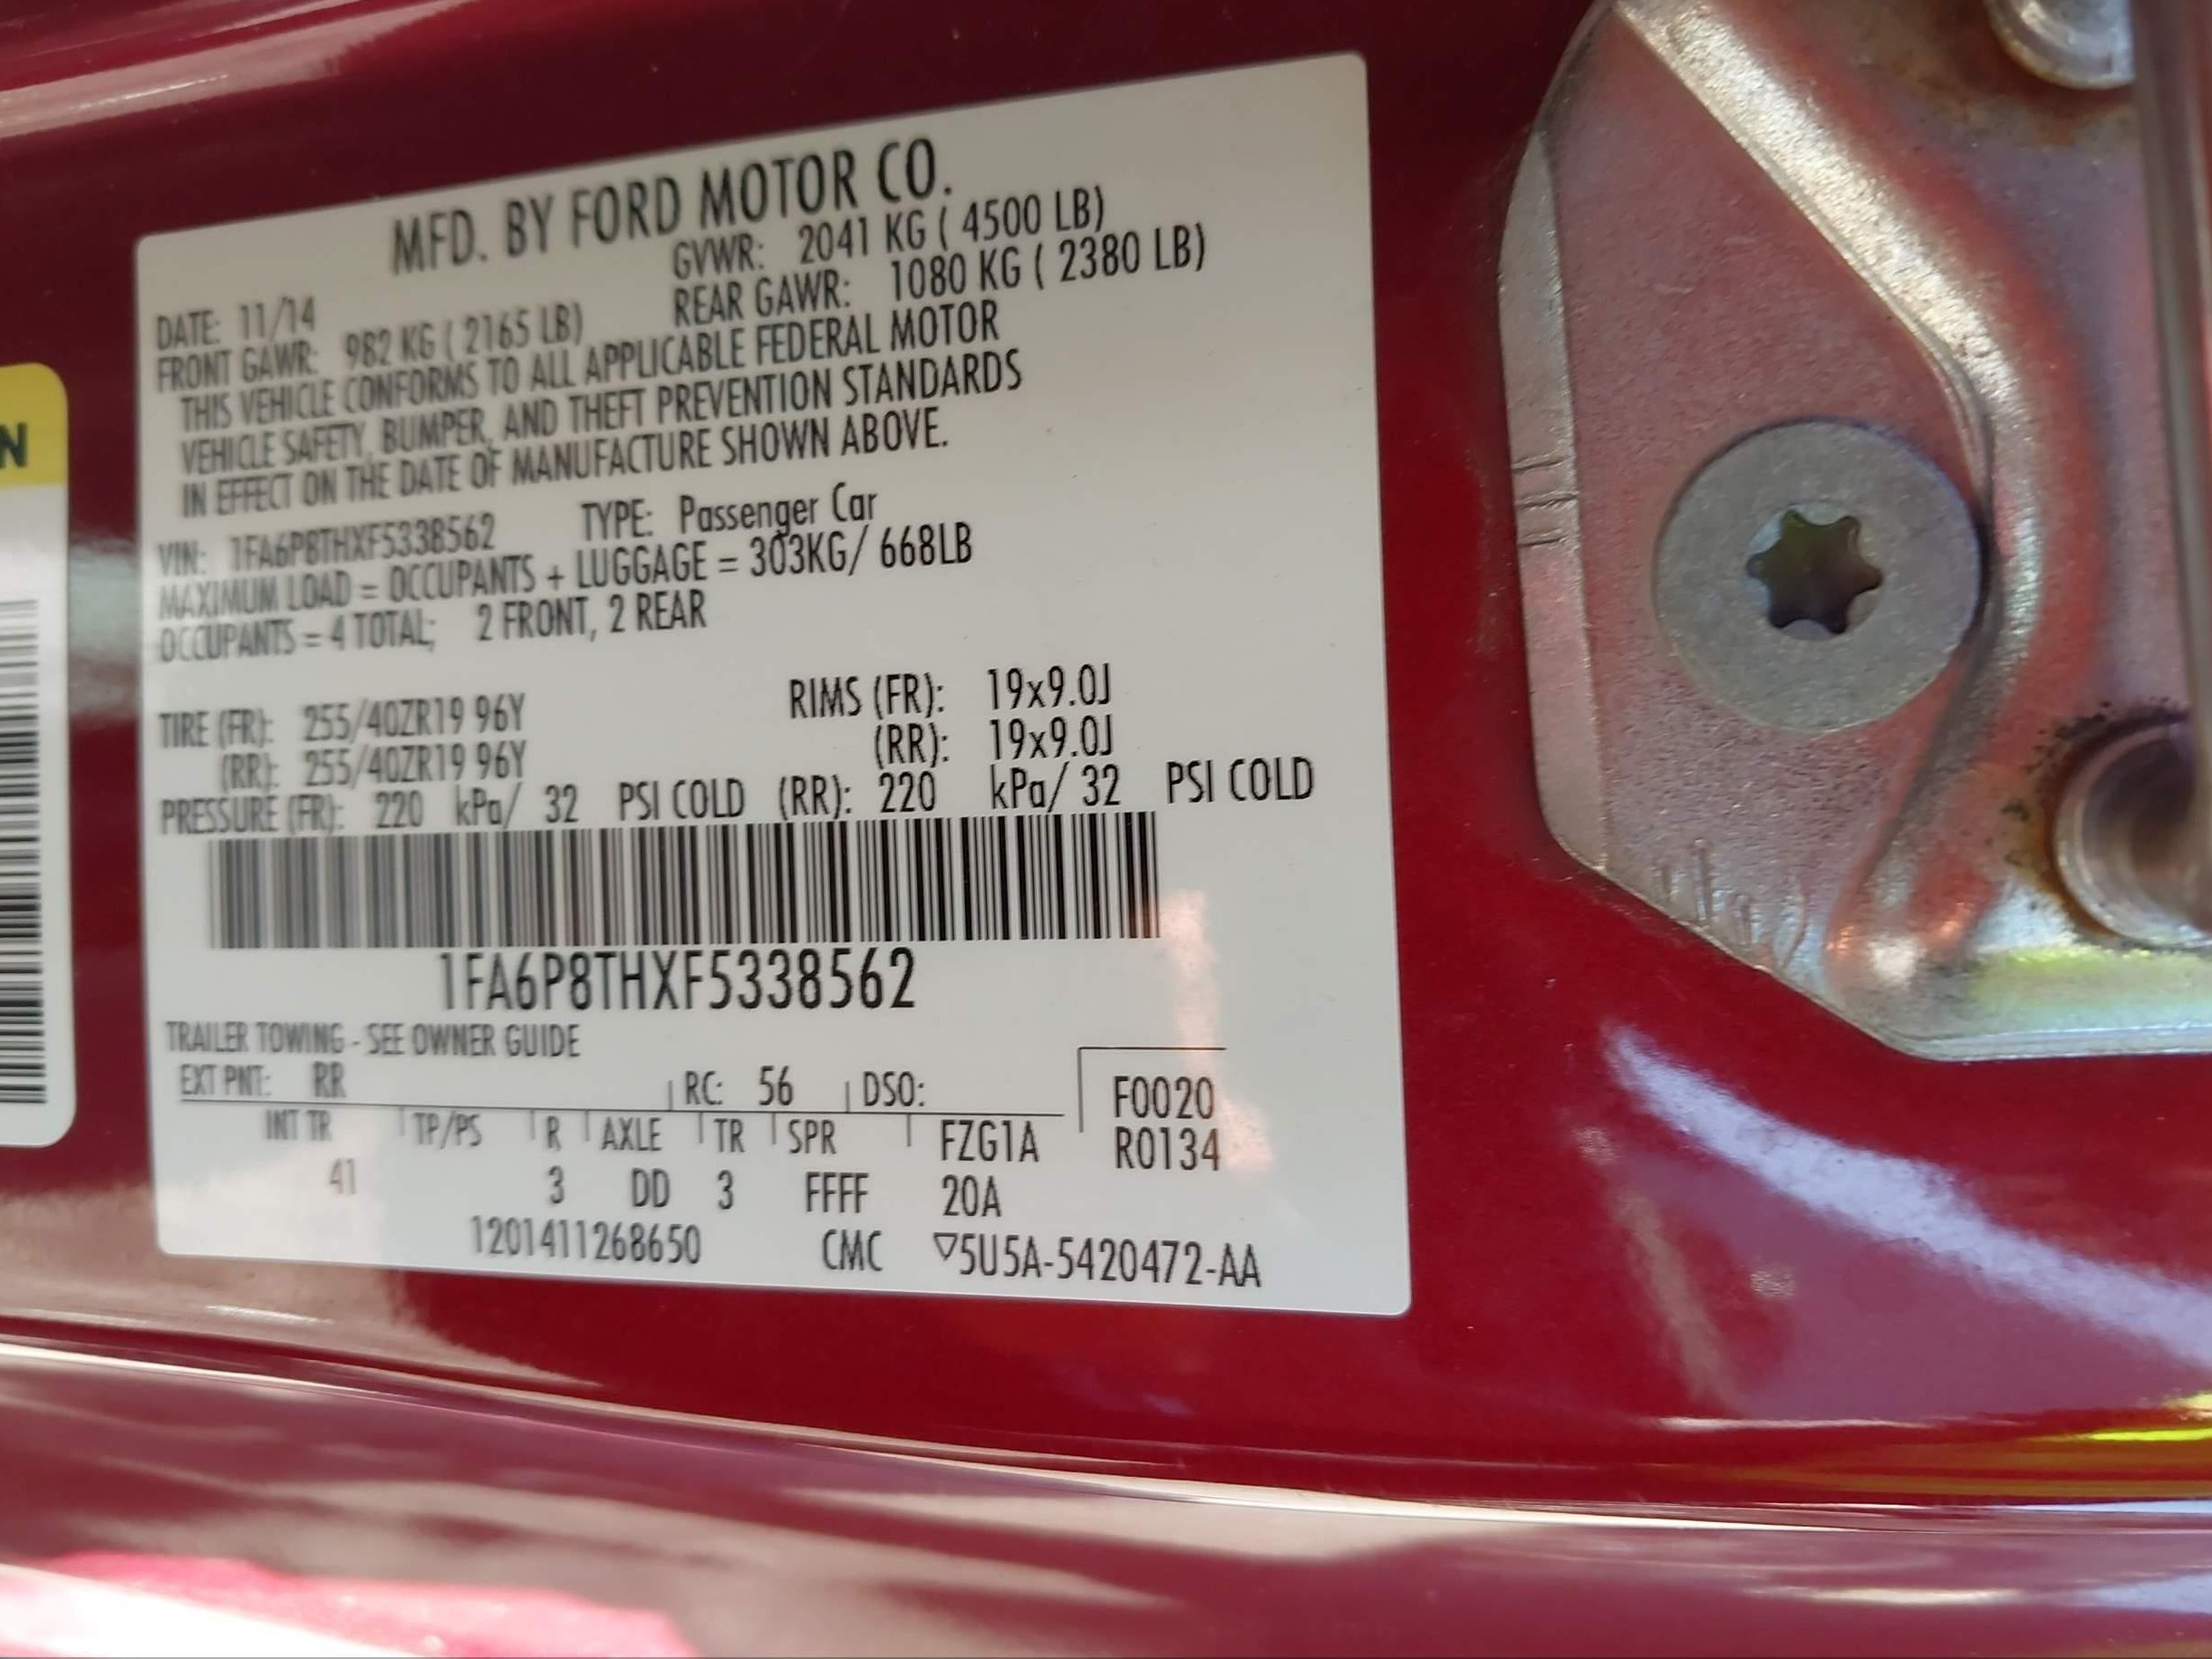 MFD. BY FORD MOTOR CO.
DATE: 11/14 GVWR: 2041 KG ( 4500 LB)
FRONT GAWR: 982 KG ( 2165 LB) REAR GAWR: 1080 KG ( 2380 LB)
THIS VEHICLE CONFORMS TO ALL APPLICABLE FEDERAL MOTOR
VEHICLE SAFETY, BUMPER, AND THEFT PREVENTION STANDARDS
IN EFFECT ON THE DATE OF MANUFACTURE SHOWN ABOVE.
VIN: 1FA6P8THXF5338562 TYPE: Passenger Car
MAXIMUM LOAD = OCCUPANTS + LUGGAGE = 303KG/ 668LB
OCCUPANTS = 4 TOTAL; 2 FRONT, 2 REAR
TIRE (FR): 255/40ZR19 96Y RIMS (FR): 19x9.0J
(RR): 255/40ZR19 96Y (RR): 19x9.0J
PRESSURE (FR): 220 kPa/ 32 PSI COLD (RR): 220 kPa/ 32 PSI COLD
1FA6P8THXF5338562
TRAILER TOWING - SEE OWNER GUIDE
EXT PNT: RR RC: 56 DSO: F0020
INT TR TP/PS R AXLE TR SPR FZG1A R0134
41 3 DD 3 FFFF 20A
1201411268650 CMC ▽5U5A-5420472-AA
N